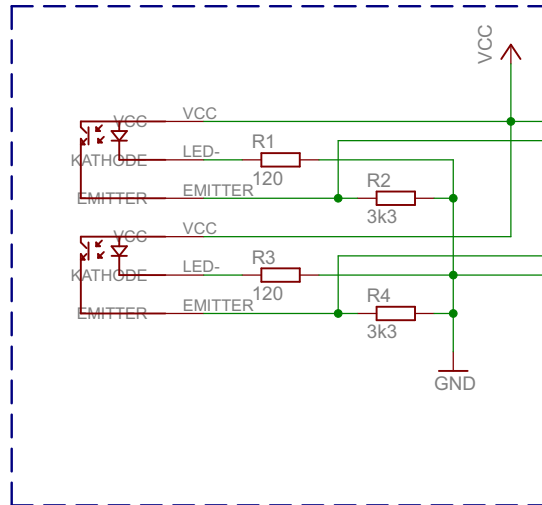 VCC
VCC
VCC
R1
KATHODE
LED-
120
EMITTER
EMITTER
R2
3k3
VCC
VCC
R3
KATHODE
LED-
120
EMITTER
EMITTER
R4
3k3
GND